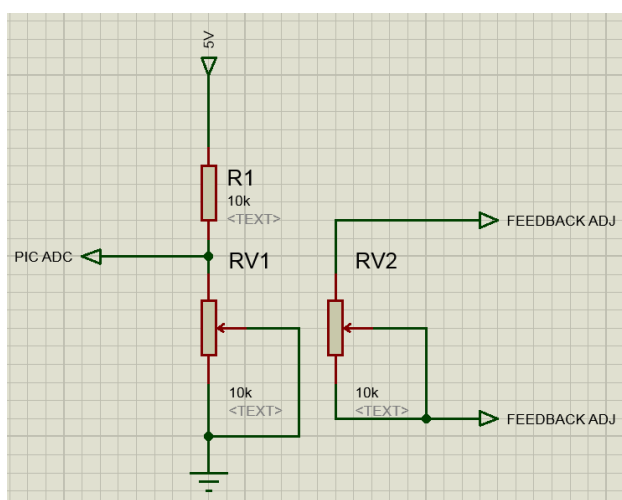 5V
R1
10k
<TEXT>
PIC ADC
RV1
10k
<TEXT>
RV2
10k
<TEXT>
FEEDBACK ADJ
FEEDBACK ADJ